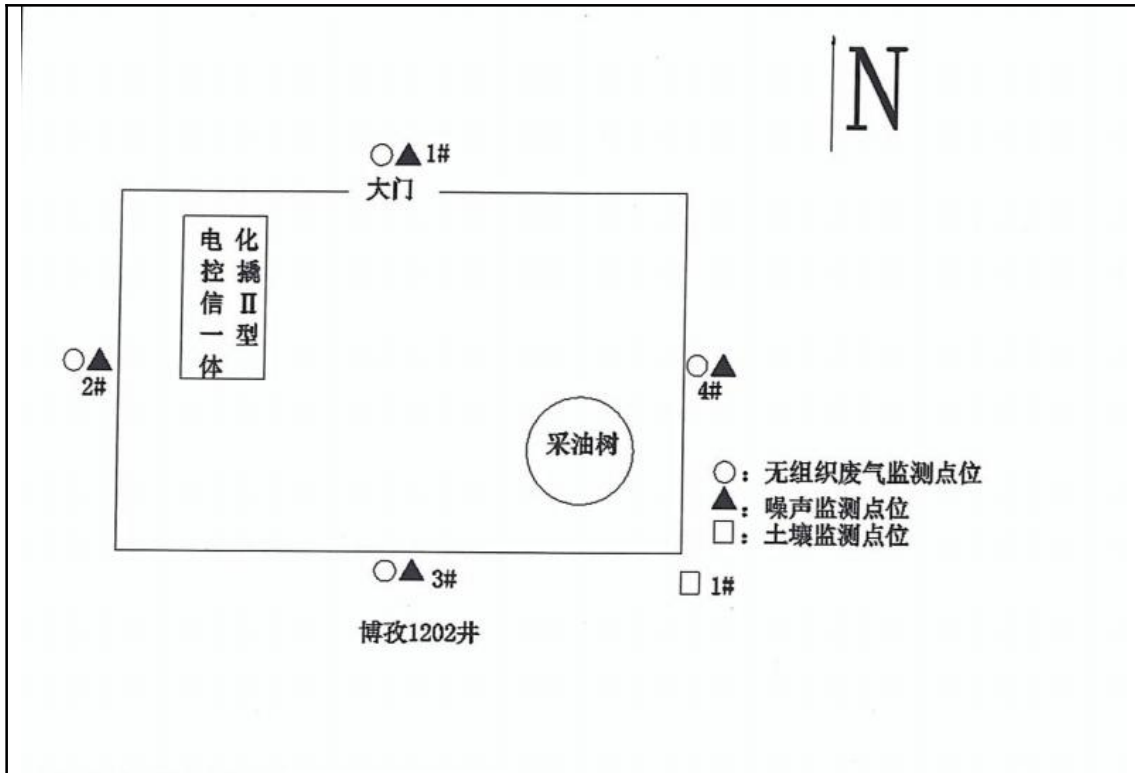 N
1#
大门
电控信一体
化撬Ⅱ型
2#
4#
采油树
○：无组织废气监测点位
▲：噪声监测点位
□：土壤监测点位
3#
1#
博孜1202井